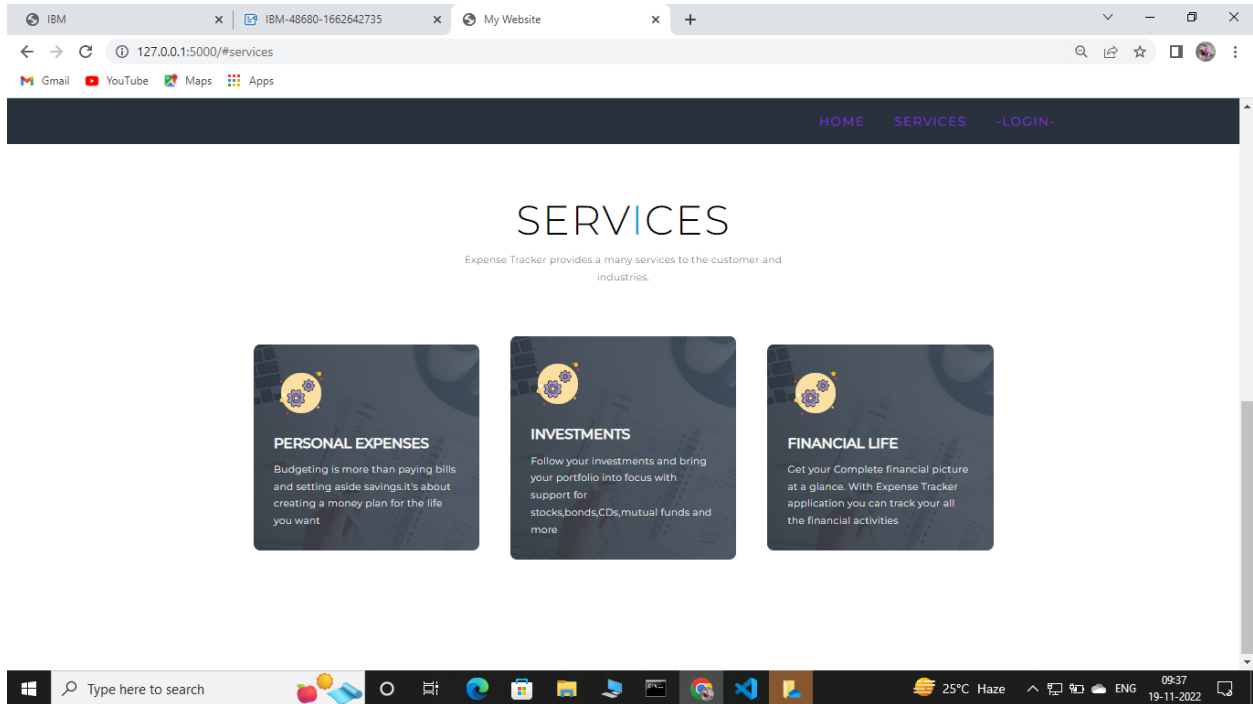 IBM
IBM-48680-1662642735
My Website
127.0.0.1:5000/#services
Gmail
YouTube
Maps
Apps
HOME
SERVICES
-LOGIN-
SERVICES
Expense Tracker provides a many services to the customer and
industries.
PERSONAL EXPENSES
Budgeting is more than paying bills
and setting aside savings.it's about
creating a money plan for the life
you want
INVESTMENTS
Follow your investments and bring
your portfolio into focus with
support for
stocks,bonds,CDs,mutual funds and
more
FINANCIAL LIFE
Get your Complete financial picture
at a glance. With Expense Tracker
application you can track your all
the financial activities
Type here to search
25°C Haze
ENG
09:37
19-11-2022